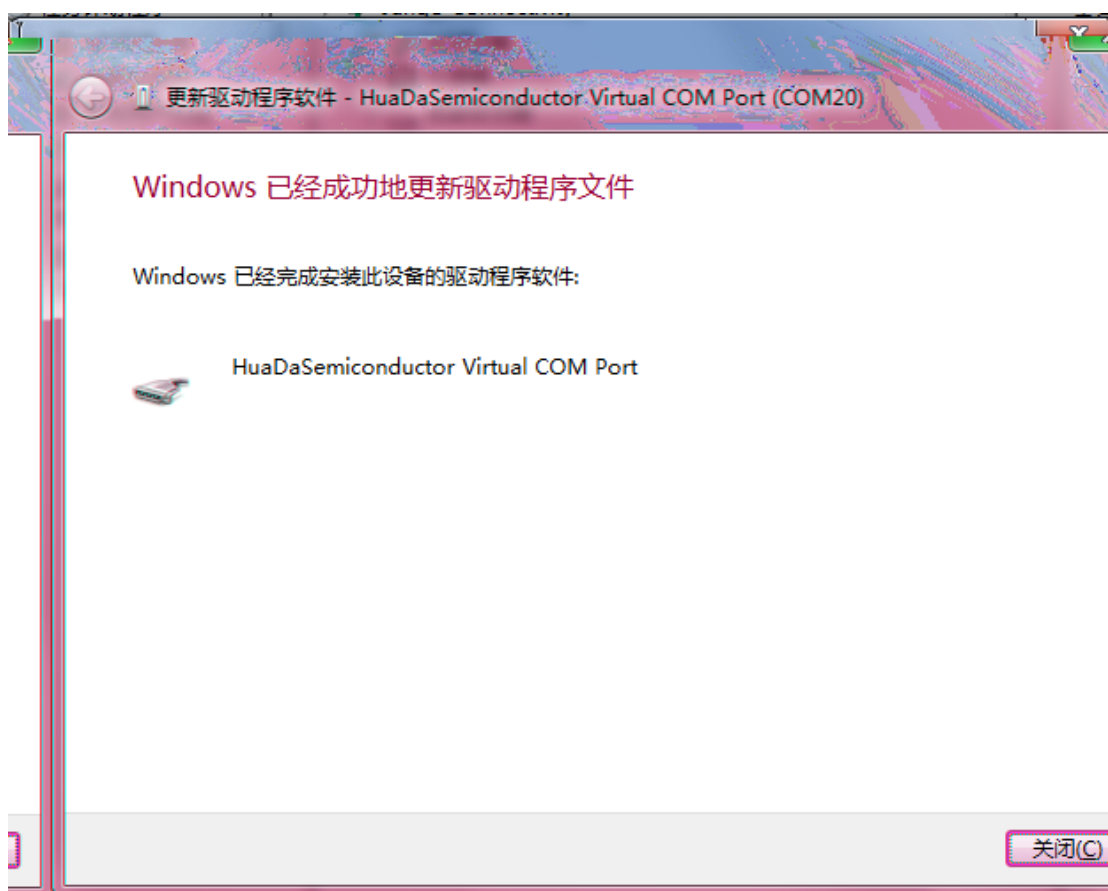 更新驱动程序软件 - HuaDaSemiconductor Virtual COM Port (COM20)
Windows 已经成功地更新驱动程序文件
Windows 已经完成安装此设备的驱动程序软件:
HuaDaSemiconductor Virtual COM Port
关闭(C)